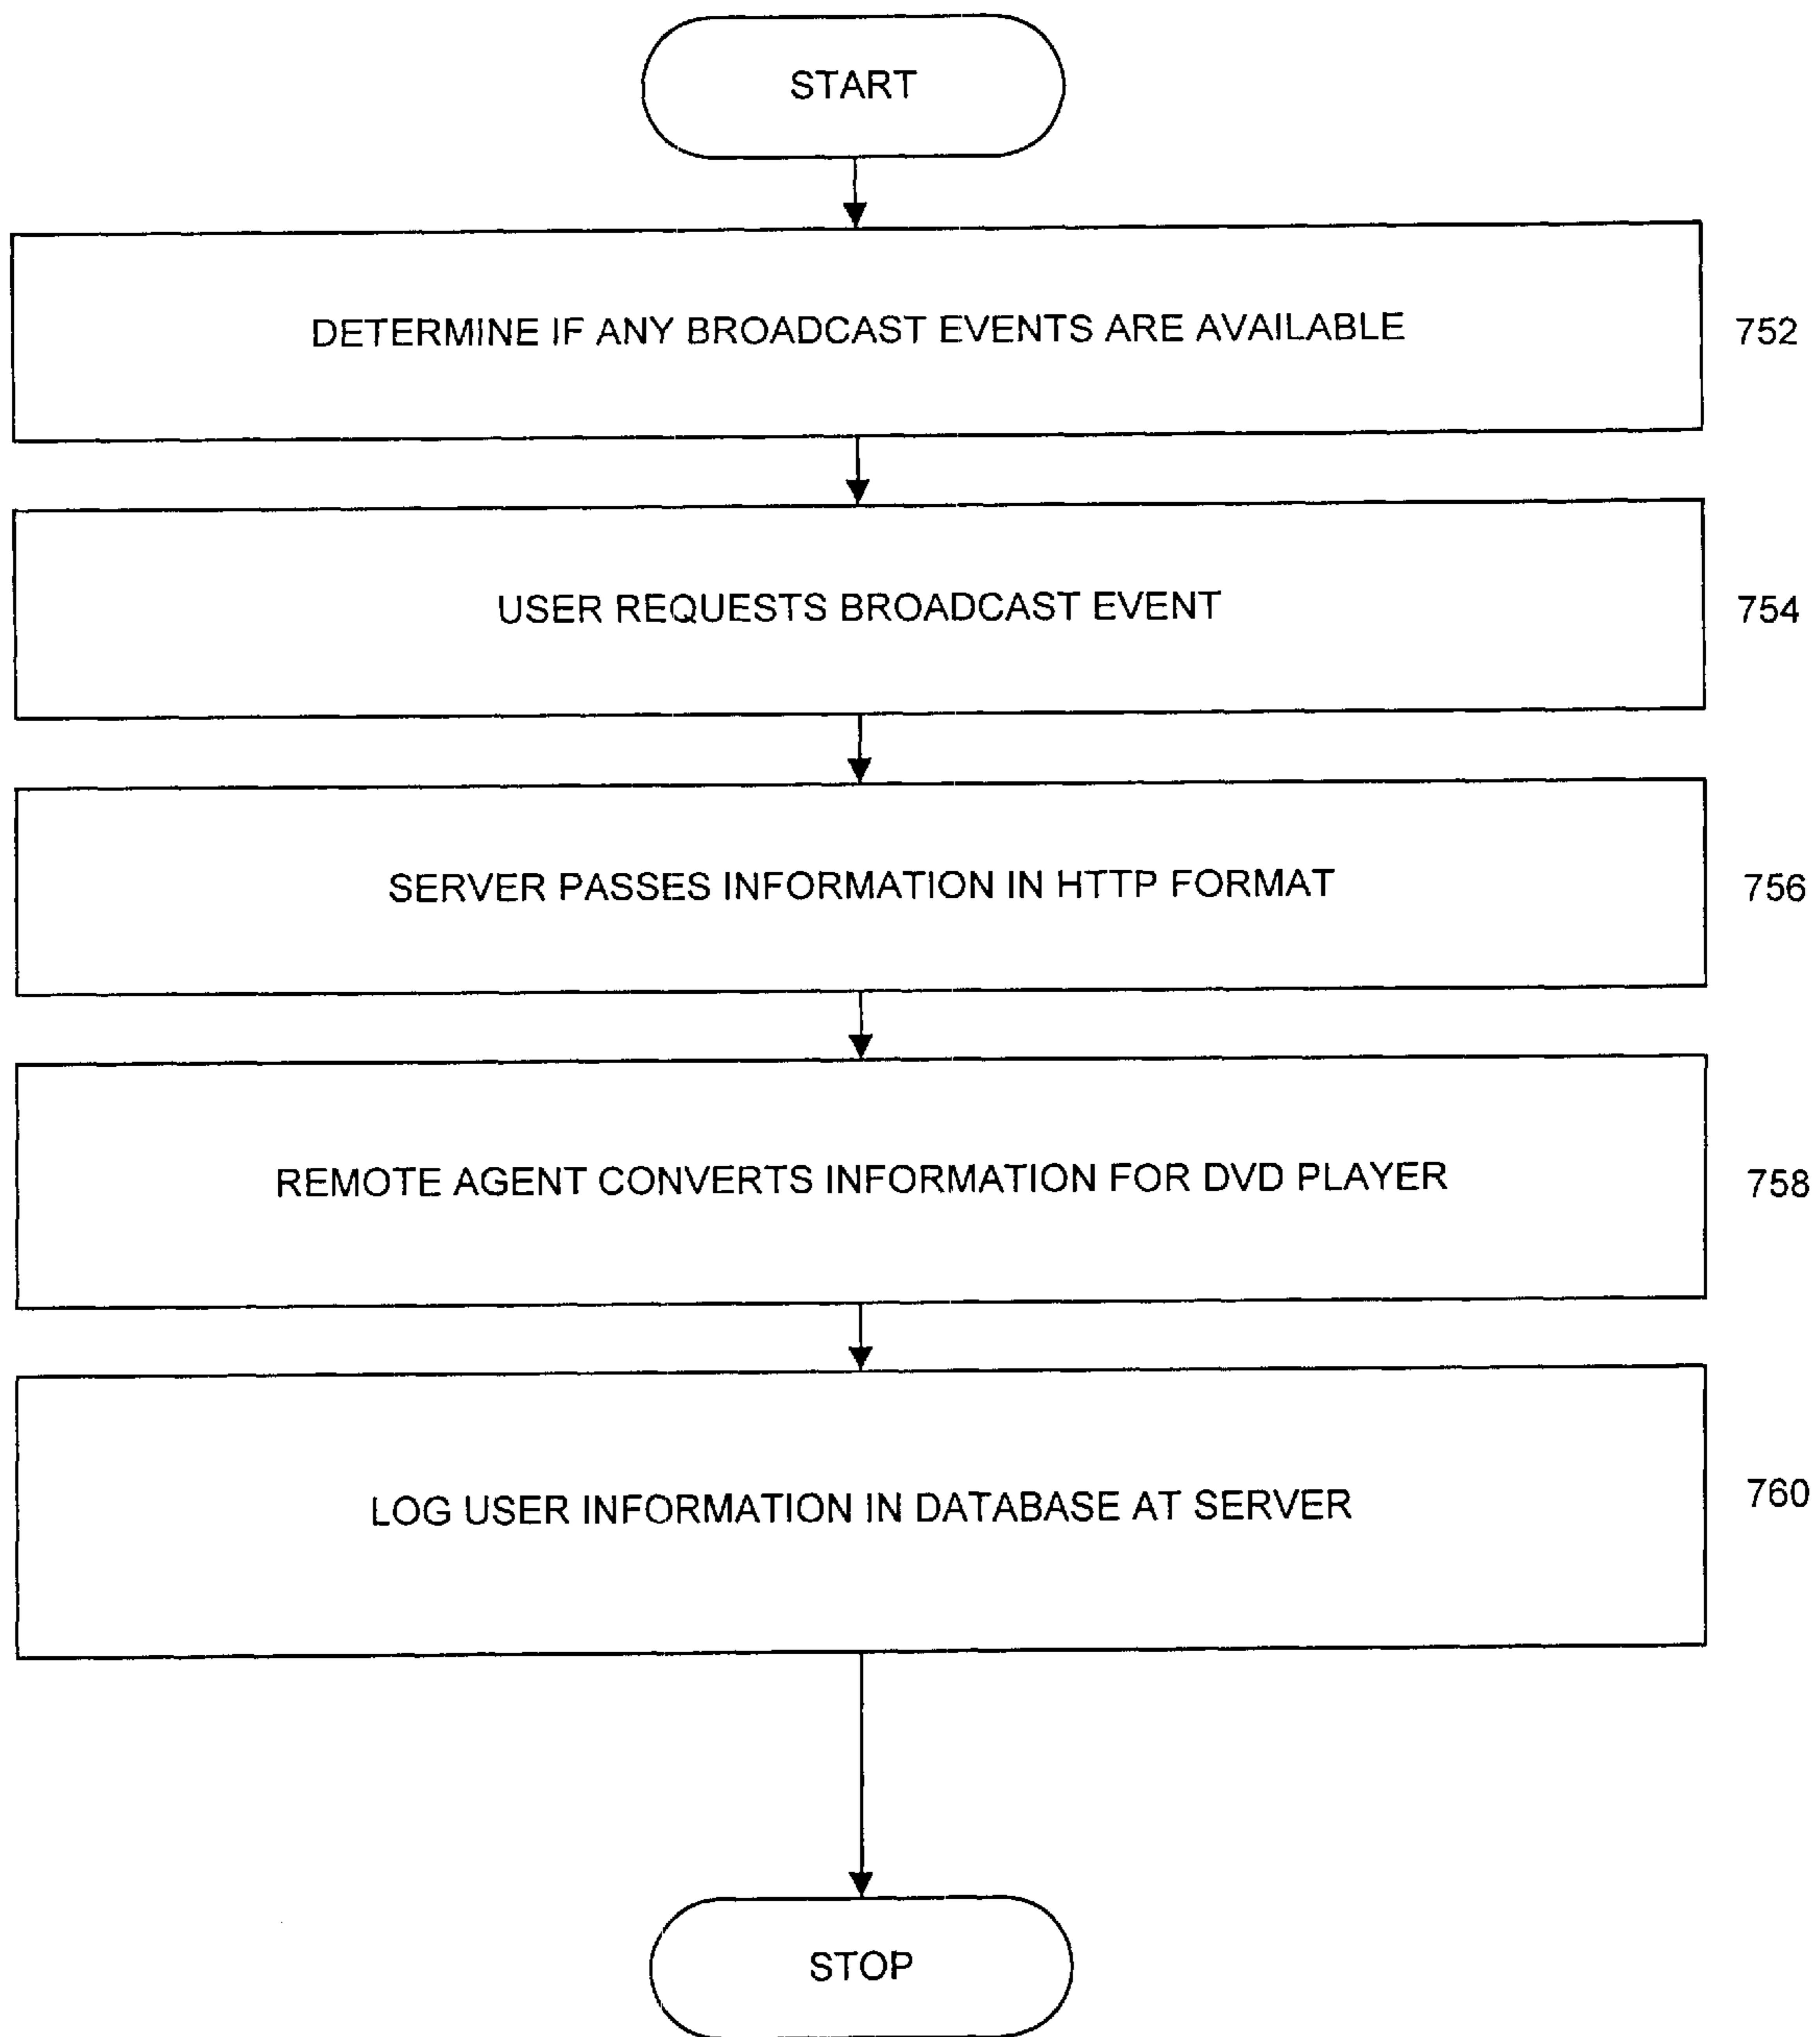 START
DETERMINE IF ANY BROADCAST EVENTS ARE AVAILABLE
752
USER REQUESTS BROADCAST EVENT
754
SERVER PASSES INFORMATION IN HTTP FORMAT
756
REMOTE AGENT CONVERTS INFORMATION FOR DVD PLAYER
758
LOG USER INFORMATION IN DATABASE AT SERVER
760
STOP